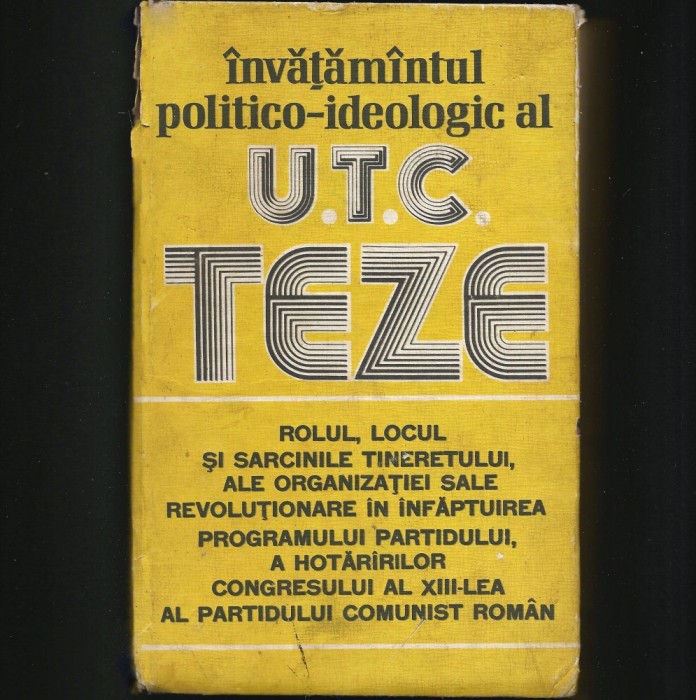 învățămîntul
politico-ideologic al
U.T.C.
TEZE
ROLUL, LOCUL
ȘI SARCINILE TINERETULUI,
ALE ORGANIZAȚIEI SALE
REVOLUȚIONARE ÎN ÎNFĂPTUIREA
PROGRAMULUI PARTIDULUI,
A HOTĂRÎRILOR
CONGRESULUI AL XIII-LEA
AL PARTIDULUI COMUNIST ROMÂN